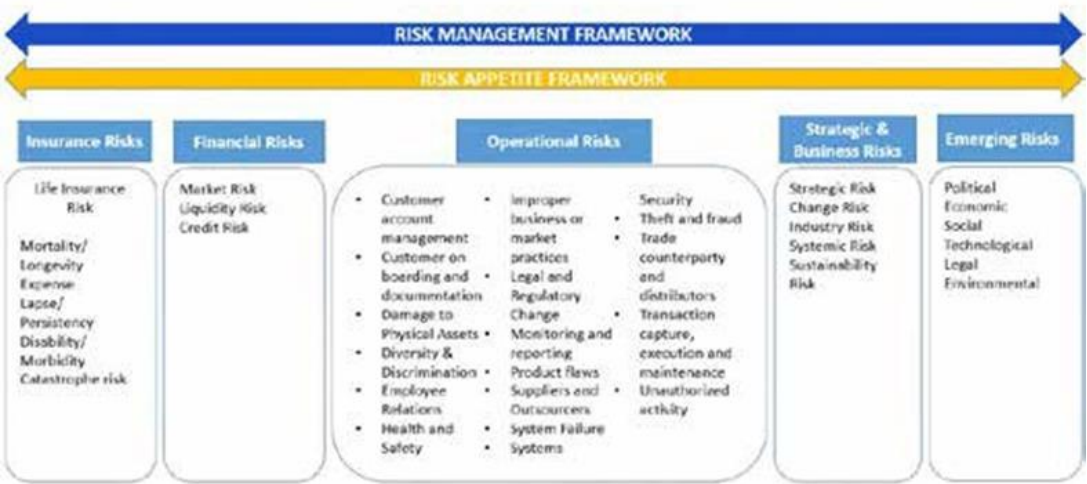 RISK MANAGEMENT FRAMEWORK
RISK APPETITE FRAMEWORK
Insurance Risks
Life Insurance
Risk
Mortality/
Longevity
Expense
Lapse/
Persistency
Disability/
Morbidity
Catastrophe risk
Financial Risks
Market Risk
Liquidity Risk
Credit Risk
Operational Risks
• Customer
account
management
• Customer on
boarding and
documentation
• Damage to
Physical Assets
• Diversity &
Discrimination
• Employee
Relations
• Health and
Safety
• Improper
business or
market
practices
• Legal and
Regulatory
Change
• Monitoring and
reporting
• Product flaws
• Suppliers and
Outsourcers
• System Failure
• Systems
Security
• Theft and fraud
• Trade
counterparty
and
distributors
• Transaction
capture,
execution and
maintenance
• Unauthorized
activity
Strategic &
Business Risks
Strategic Risk
Change Risk
Industry Risk
Systemic Risk
Sustainability
Risk
Emerging Risks
Political
Economic
Social
Technological
Legal
Environmental